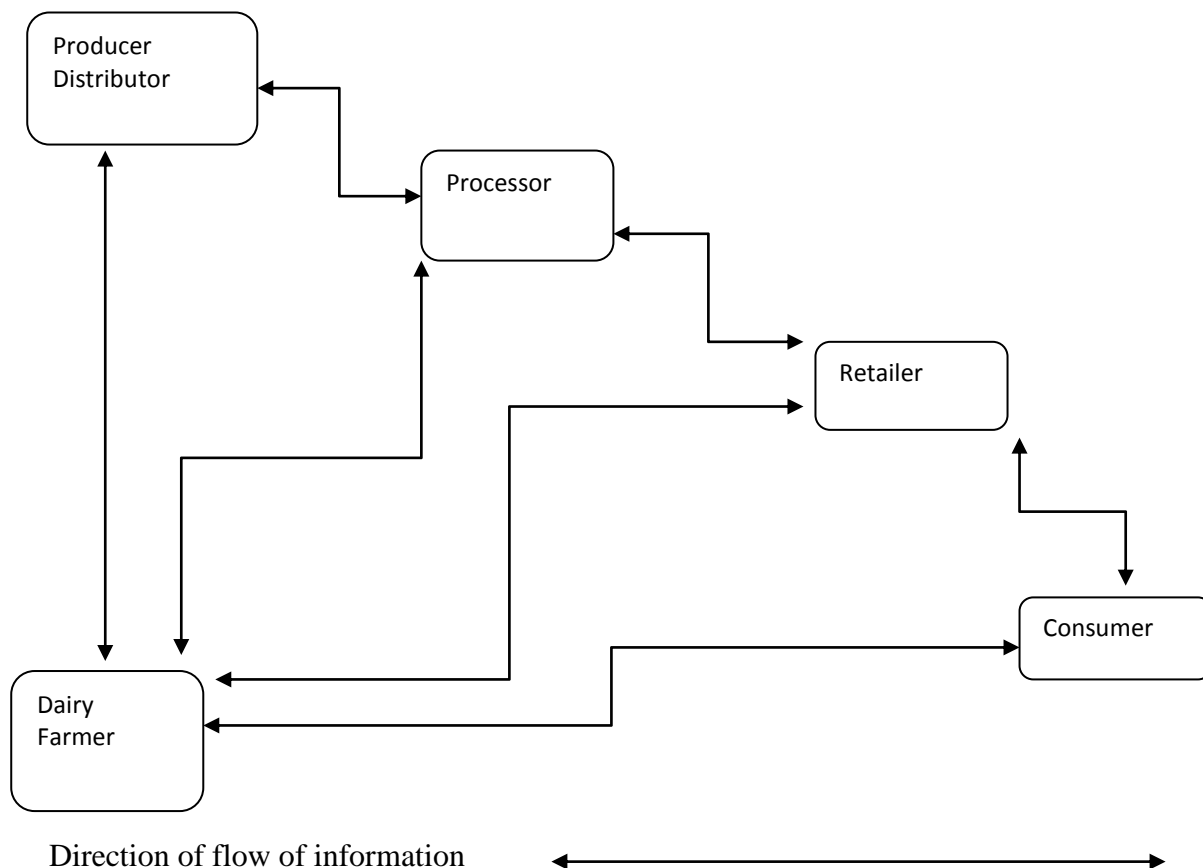 Producer
Distributor
Processor
Retailer
Consumer
Dairy
Farmer
Direction of flow of information